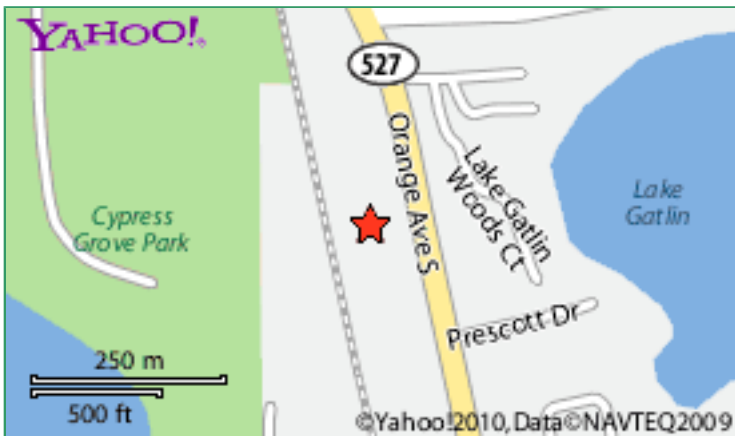 YAHOO!
527
Orange Ave S
Lake Gatlin
Woods Ct
Lake
Gatlin
Cypress
Grove Park
Prescott Dr
250 m
500 ft
©Yahoo!2010, Data©NAVTEQ2009